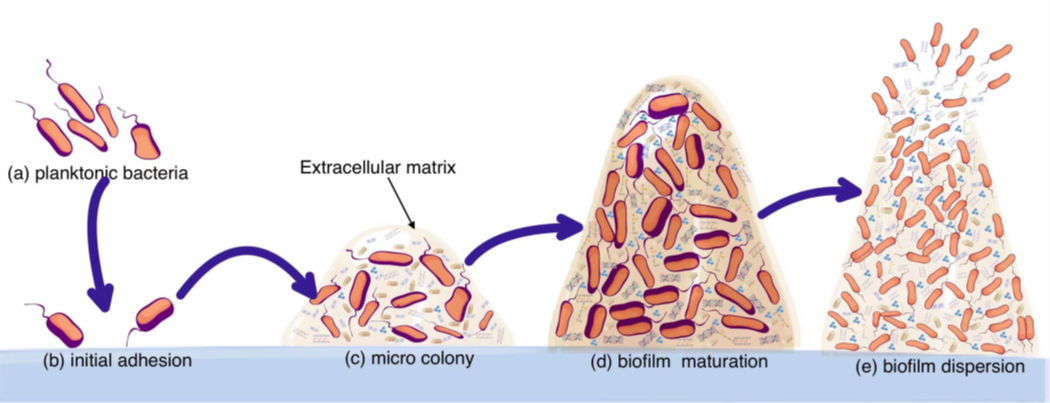 (a) planktonic bacteria
Extracellular matrix
(b) initial adhesion
(c) micro colony
(d) biofilm maturation
(e) biofilm dispersion